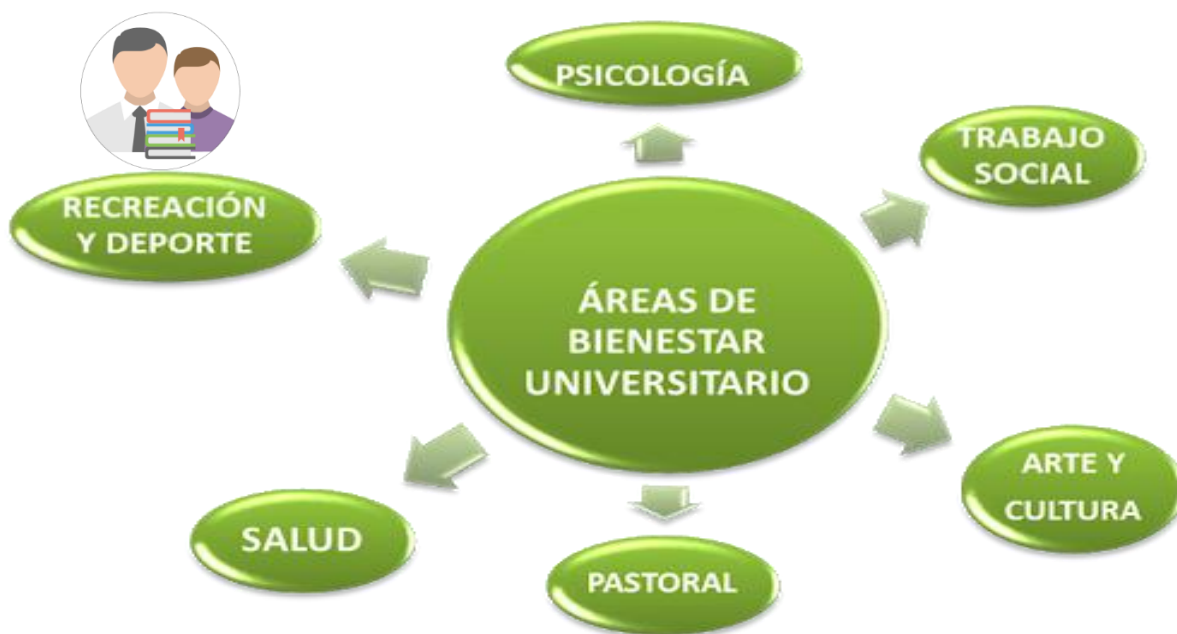 PSICOLOGÍA
TRABAJO
SOCIAL
RECREACIÓN
Y DEPORTE
ÁREAS DE
BIENESTAR
UNIVERSITARIO
ARTE Y
CULTURA
SALUD
PASTORAL